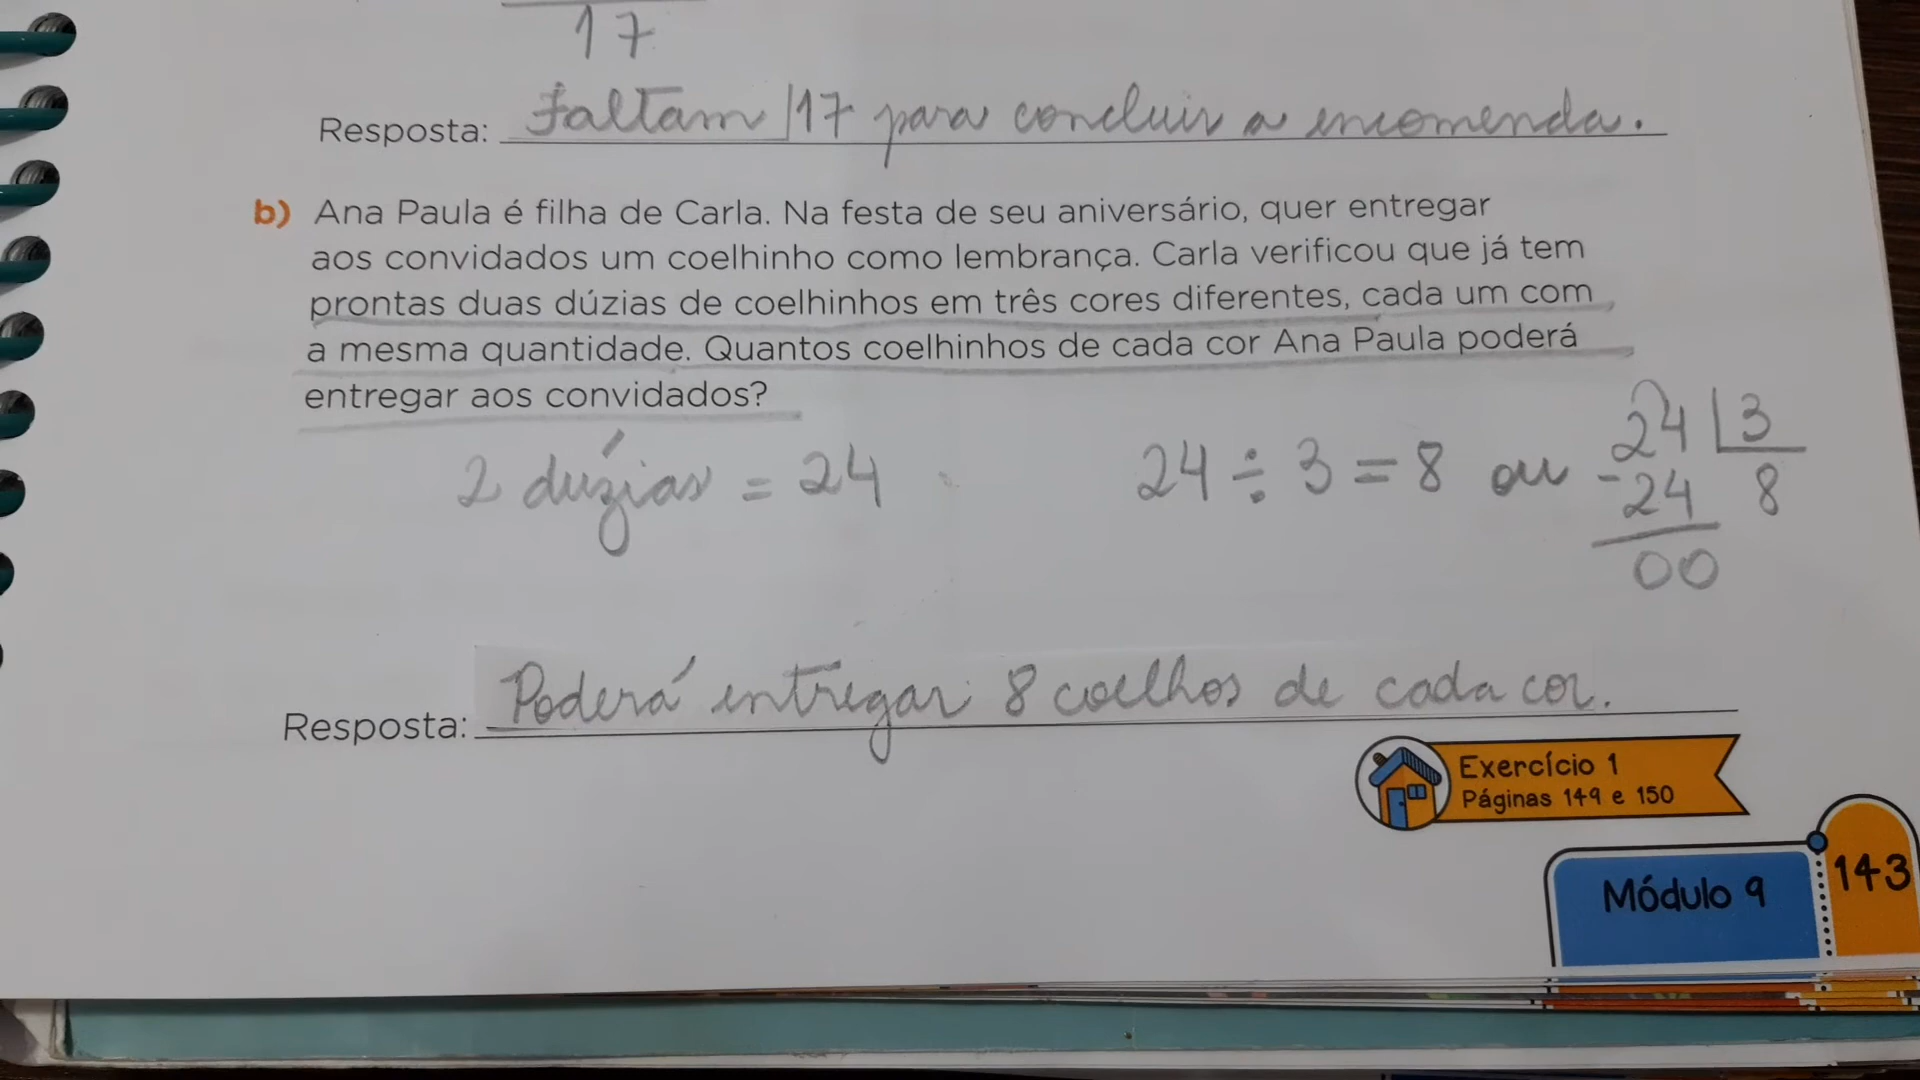 17
Resposta: Faltam 17 para concluir a encomenda.
b) Ana Paula é filha de Carla. Na festa de seu aniversário, quer entregar
aos convidados um coelhinho como lembrança. Carla verificou que já tem
prontas duas dúzias de coelhinhos em três cores diferentes, cada um com
a mesma quantidade. Quantos coelhinhos de cada cor Ana Paula poderá
entregar aos convidados?
2 dúzias = 24
24 ÷ 3 = 8 ou
24 3
-24 8
00
Resposta: Poderá entregar 8 coelhos de cada cor.
Exercício 1
Páginas 149 e 150
Módulo 9
143